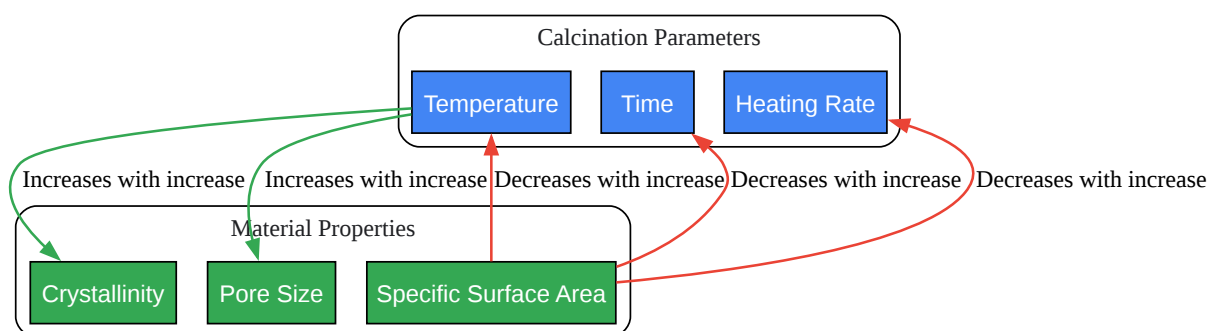 Calcination Parameters
Temperature
Time
Heating Rate
Increases with increase
Increases with increase
Decreases with increase
Decreases with increase
Decreases with increase
Material Properties
Crystallinity
Pore Size
Specific Surface Area